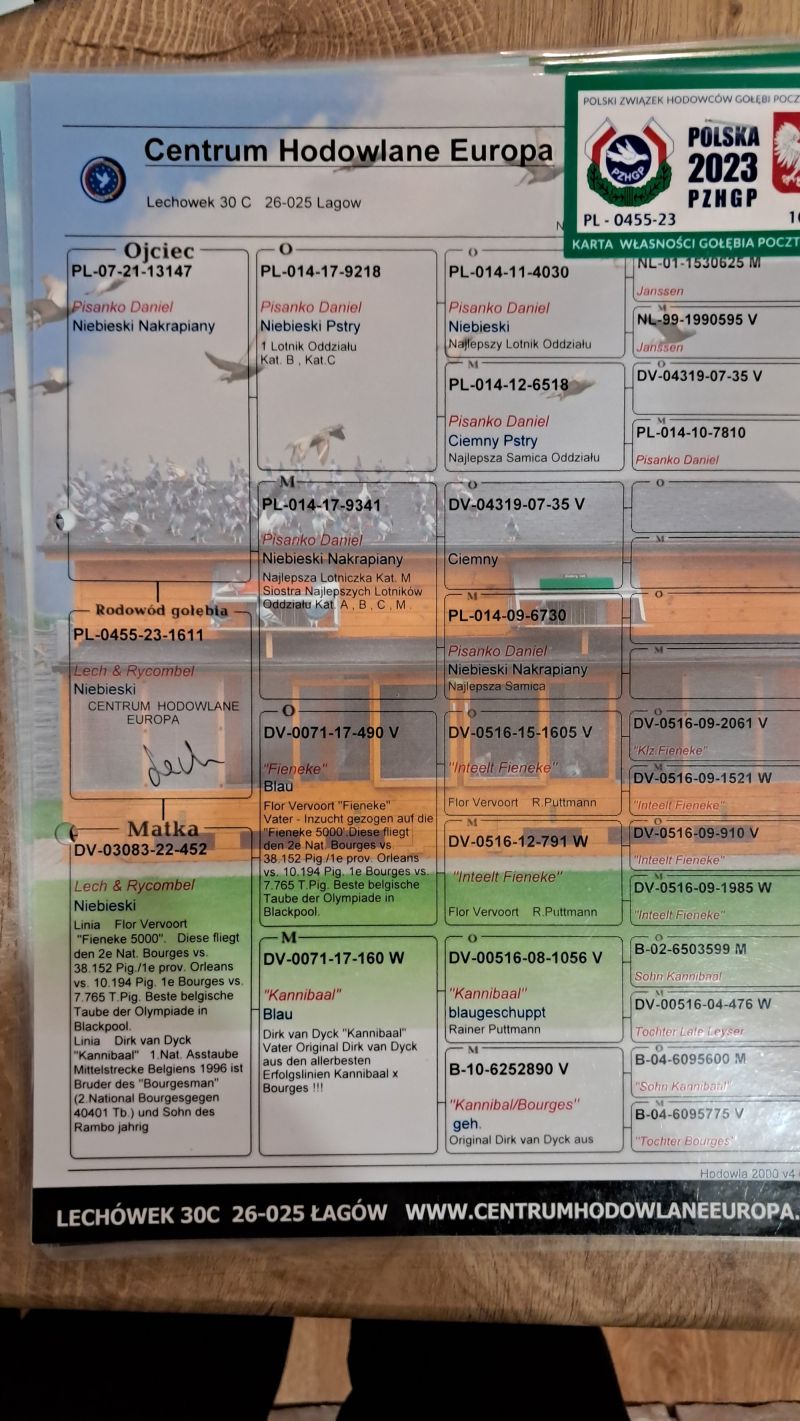 POLSKI ZWIĄZEK HODOWCÓW GOŁĘBI POCZT
PZHGP
POLSKA
2023
PZHGP
PL - 0455-23
KARTA WŁASNOŚCI GOŁĘBIA POCZT
Centrum Hodowlane Europa
Lechowek 30 C 26-025 Lagow
Ojciec
PL-07-21-13147
Pisanko Daniel
Niebieski Nakrapiany
Rodowód gołębia
PL-0455-23-1611
Lech & Rycombel
Niebieski
CENTRUM HODOWLANE
EUROPA
Lech
Matka
DV-03083-22-452
Lech & Rycombel
Niebieski
Linia Flor Vervoort
"Fieneke 5000". Diese fliegt
den 2e Nat. Bourges vs.
38.152 Pig./1e prov. Orleans
vs. 10.194 Pig. 1e Bourges vs.
7.765 T.Pig. Beste belgische
Taube der Olympiade in
Blackpool.
Linia Dirk van Dyck
"Kannibaal" 1.Nat. Asstaube
Mittelstrecke Belgiens 1996 ist
Bruder des "Bourgesman"
(2.National Bourgesgegen
40401 Tb.) und Sohn des
Rambo jahrig
O
PL-014-17-9218
Pisanko Daniel
Niebieski Pstry
1 Lotnik Oddziału
Kat. B , Kat.C
M
PL-014-17-9341
Pisanko Daniel
Niebieski Nakrapiany
Najlepsza Lotniczka Kat. M
Siostra Najlepszych Lotników
Oddziału Kat. A , B , C , M .
O
DV-0071-17-490 V
"Fieneke"
Blau
Flor Vervoort "Fieneke"
Vater - Inzucht gezogen auf die
"Fieneke 5000'.Diese fliegt
den 2e Nat. Bourges vs.
38.152 Pig./1e prov. Orleans
vs. 10.194 Pig. 1e Bourges vs.
7.765 T.Pig. Beste belgische
Taube der Olympiade in
Blackpool.
M
DV-0071-17-160 W
"Kannibaal"
Blau
Dirk van Dyck "Kannibaal"
Vater Original Dirk van Dyck
aus den allerbesten
Erfolgslinien Kannibaal x
Bourges !!!
O
PL-014-11-4030
Pisanko Daniel
Niebieski
Najlepszy Lotnik Oddziału
M
PL-014-12-6518
Pisanko Daniel
Ciemny Pstry
Najlepsza Samica Oddziału
O
DV-04319-07-35 V
Ciemny
M
PL-014-09-6730
Pisanko Daniel
Niebieski Nakrapiany
Najlepsza Samica
O
DV-0516-15-1605 V
"Inteelt Fieneke"
Flor Vervoort R.Puttmann
M
DV-0516-12-791 W
"Inteelt Fieneke"
Flor Vervoort R.Puttmann
O
DV-00516-08-1056 V
"Kannibaal"
blaugeschuppt
Rainer Puttmann
M
B-10-6252890 V
"Kannibal/Bourges"
geh.
Original Dirk van Dyck aus
NL-01-1530625 M
Janssen
M
NL-99-1990595 V
Janssen
O
DV-04319-07-35 V
M
PL-014-10-7810
Pisanko Daniel
O
M
O
M
O
DV-0516-09-2061 V
"Klz.Fieneke"
M
DV-0516-09-1521 W
"Inteelt Fieneke"
O
DV-0516-09-910 V
"Inteelt Fieneke"
M
DV-0516-09-1985 W
"Inteelt Fieneke"
O
B-02-6503599 M
Sohn Kannibaal
M
DV-00516-04-476 W
Tochter Late Leyser
O
B-04-6095600 M
"Sohn Kannibaal"
M
B-04-6095775 V
"Tochter Bourges"
Hodowla 2000 v4
LECHÓWEK 30C 26-025 ŁAGÓW WWW.CENTRUMHODOWLANEEUROPA.